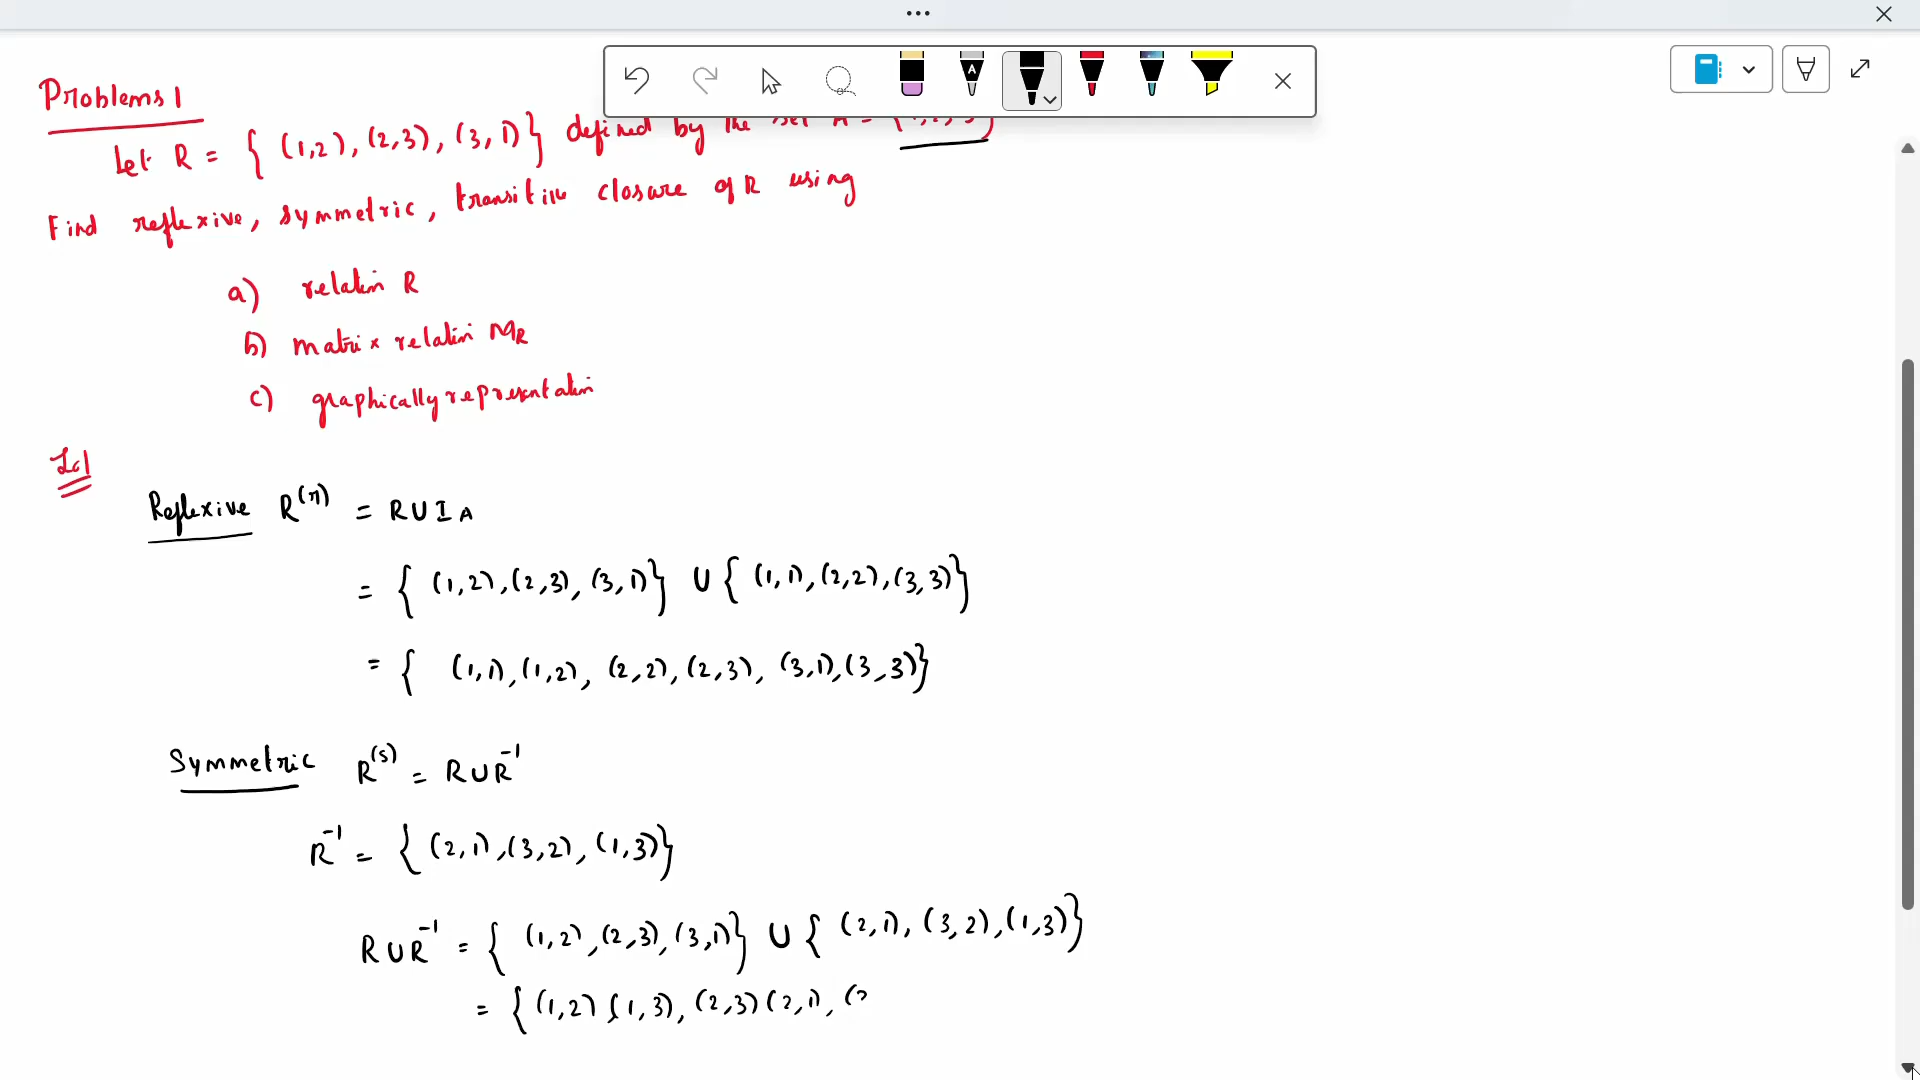 Problems 1
Let R = { (1,2), (2,3), (3,1) } defined by the set A = {1,2,3}
Find reflexive, symmetric, transitive closure of R using
a) relation R
b) matrix relation MR
c) graphically representation
Sol
Reflexive R^(r) = R U I A
= { (1,2), (2,3), (3,1) } U { (1,1), (2,2), (3,3) }
= { (1,1), (1,2), (2,2), (2,3), (3,1), (3,3) }
Symmetric R^(s) = R U R^-1
R^-1 = { (2,1), (3,2), (1,3) }
R U R^-1 = { (1,2), (2,3), (3,1) } U { (2,1), (3,2), (1,3) }
= { (1,2) (1,3), (2,3) (2,1), (